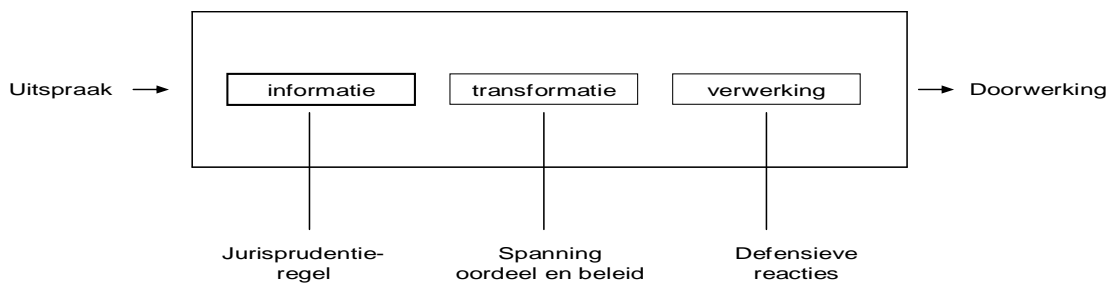 Uitspraak
informatie
transformatie
verwerking
Doorwerking
Jurisprudentie-
regel
Spanning
oordeel en beleid
Defensieve
reacties